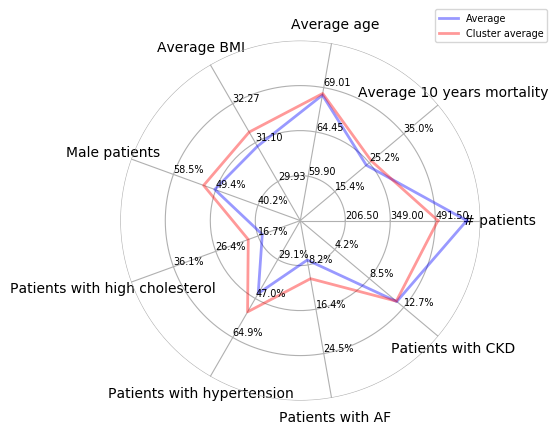 Average
Cluster average
Average age
Average BMI
69.01
32.27
Average 10 years mortality
35.0%
64.45
31.10
Male patients
25.2%
58.5%
59.90
29.93
49.4%
15.4%
40.2%
206.50
349.00
491.50
# patients
16.7%
4.2%
26.4%
29.1%
8.2%
36.1%
8.5%
Patients with high cholesterol
47.0%
16.4%
12.7%
64.9%
24.5%
Patients with CKD
Patients with hypertension
Patients with AF